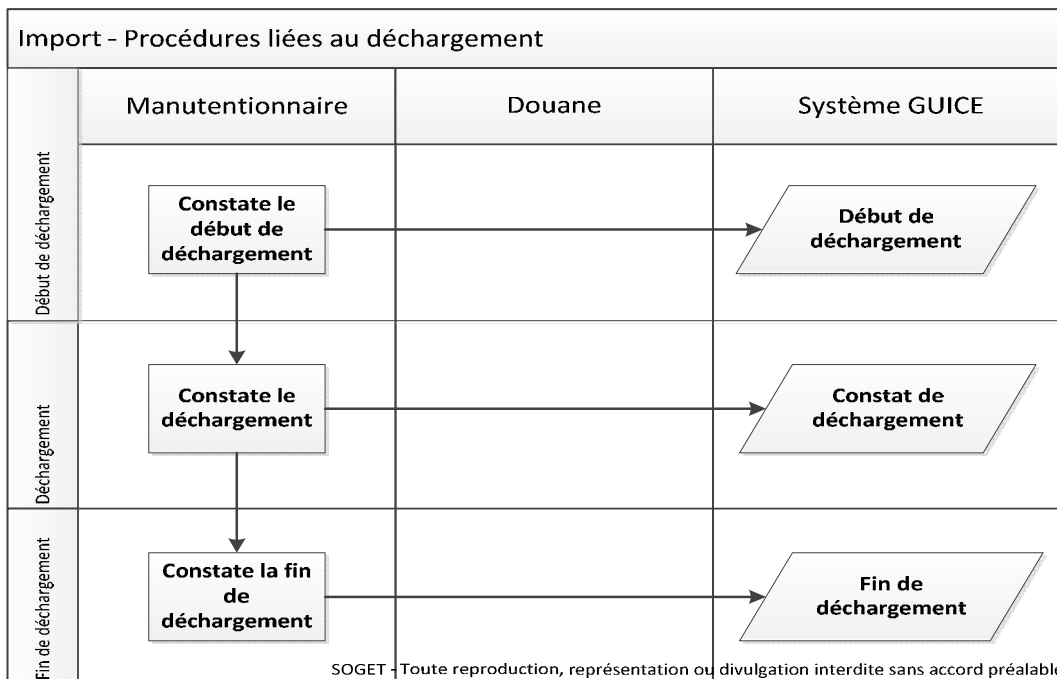 Import - Procédures liées au déchargement
Manutentionnaire
Douane
Système GUICE
Début de déchargement
Constate le
début de
déchargement
Début de
déchargement
Déchargement
Constate le
déchargement
Constat de
déchargement
Fin de déchargement
Constate la fin
de
déchargement
Fin de
déchargement
SOGET - Toute reproduction, représentation ou divulgation interdite sans accord préalable